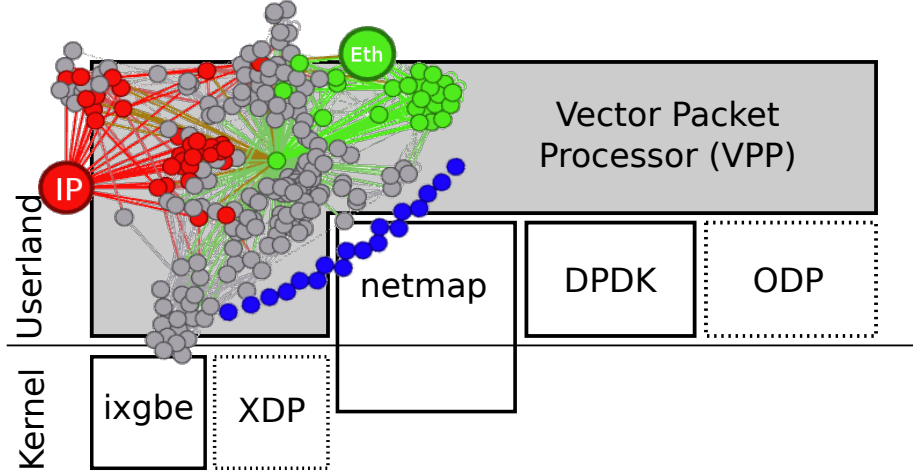 Eth
Vector Packet
Processor (VPP)
IP
Userland
netmap
DPDK
ODP
Kernel
ixgbe
XDP